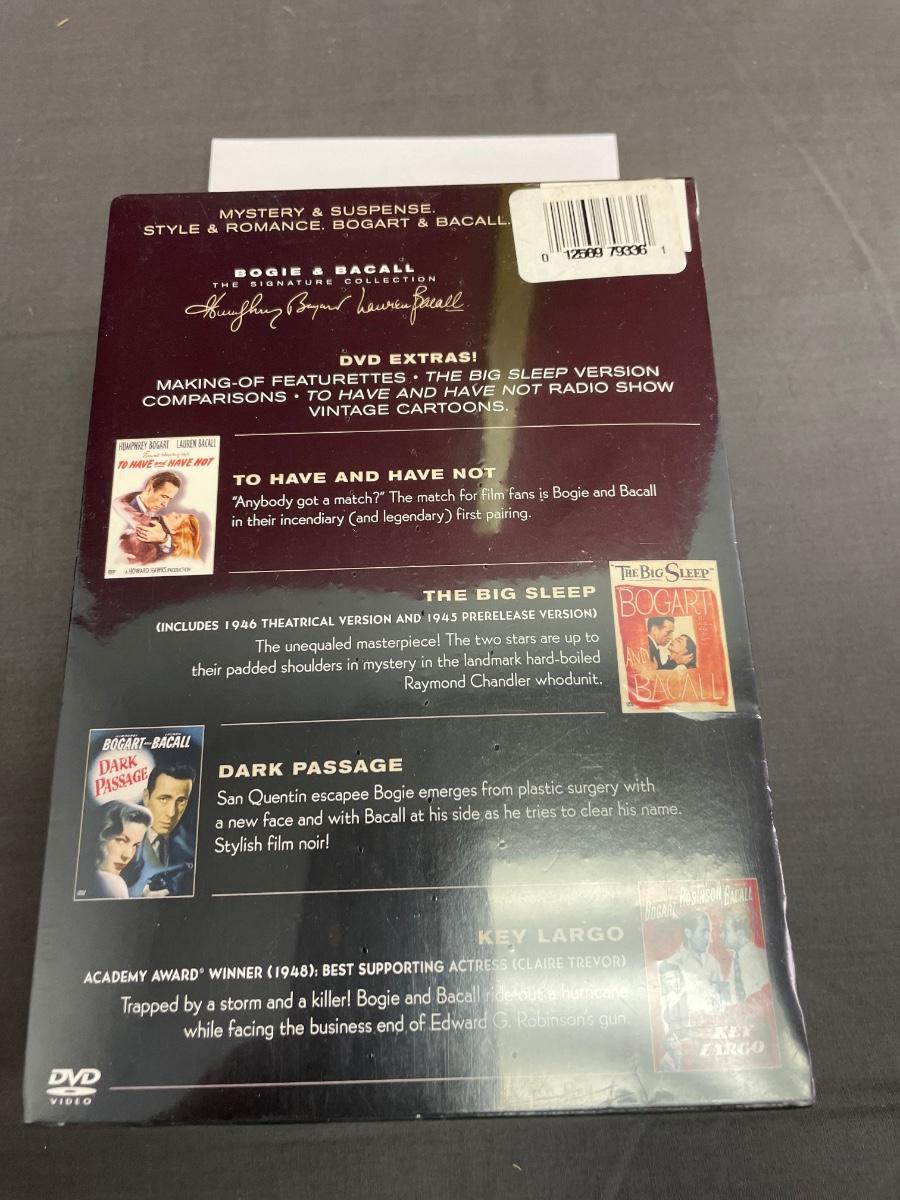 MYSTERY & SUSPENSE.
STYLE & ROMANCE. BOGART & BACALL.
0 12569 79336 1
BOGIE & BACALL
THE SIGNATURE COLLECTION
Humphrey Bogart Lauren Bacall
DVD EXTRAS!
MAKING-OF FEATURETTES • THE BIG SLEEP VERSION
COMPARISONS • TO HAVE AND HAVE NOT RADIO SHOW
VINTAGE CARTOONS.
HUMPHREY BOGART LAUREN BACALL
TO HAVE and HAVE NOT
A HOWARD HAWKS PRODUCTION
TO HAVE AND HAVE NOT
“Anybody got a match?” The match for film fans is Bogie and Bacall
in their incendiary (and legendary) first pairing.
THE BIG SLEEP
(INCLUDES 1946 THEATRICAL VERSION AND 1945 PRERELEASE VERSION)
The unequaled masterpiece! The two stars are up to
their padded shoulders in mystery in the landmark hard-boiled
Raymond Chandler whodunit.
"THE BIG SLEEP"
BOGART
AND
BACALL
BOGART and BACALL
DARK
PASSAGE
DARK PASSAGE
San Quentin escapee Bogie emerges from plastic surgery with
a new face and with Bacall at his side as he tries to clear his name.
Stylish film noir!
KEY LARGO
ACADEMY AWARD® WINNER (1948): BEST SUPPORTING ACTRESS (CLAIRE TREVOR)
Trapped by a storm and a killer! Bogie and Bacall ride out a hurricane
while facing the business end of Edward G. Robinson's gun.
BOGART ROBINSON BACALL
KEY
LARGO
DVD
VIDEO